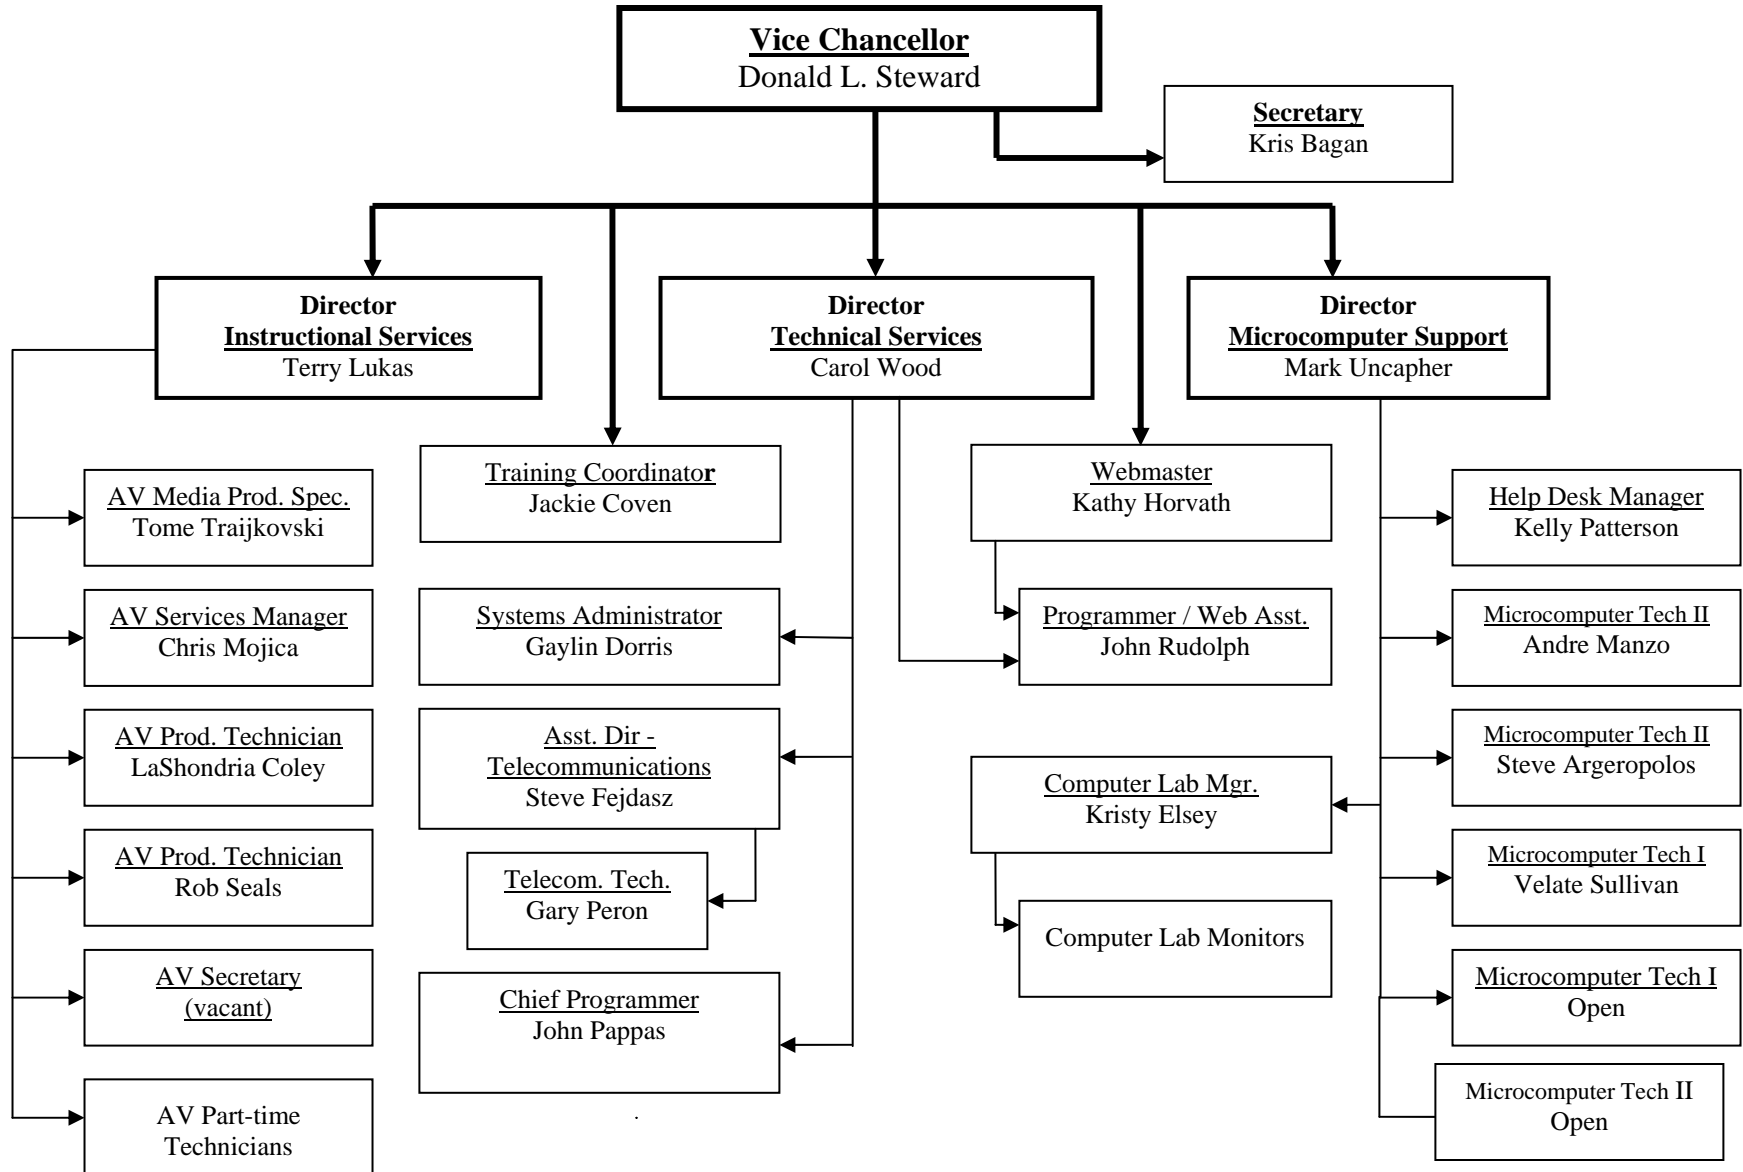 Vice Chancellor
Donald L. Steward
Secretary
Kris Bagan
Director
Instructional Services
Terry Lukas
Director
Technical Services
Carol Wood
Director
Microcomputer Support
Mark Uncapher
Training Coordinator
Jackie Coven
Webmaster
Kathy Horvath
AV Media Prod. Spec.
Tome Traijkovski
Help Desk Manager
Kelly Patterson
AV Services Manager
Chris Mojica
Systems Administrator
Gaylin Dorris
Programmer / Web Asst.
John Rudolph
Microcomputer Tech II
Andre Manzo
AV Prod. Technician
LaShondria Coley
Asst. Dir -
Telecommunications
Steve Fejdasz
Computer Lab Mgr.
Kristy Elsey
Microcomputer Tech II
Steve Argeropolos
AV Prod. Technician
Rob Seals
Telecom. Tech.
Gary Peron
Computer Lab Monitors
Microcomputer Tech I
Velate Sullivan
AV Secretary
(vacant)
Chief Programmer
John Pappas
Microcomputer Tech I
Open
AV Part-time
Technicians
Microcomputer Tech II
Open